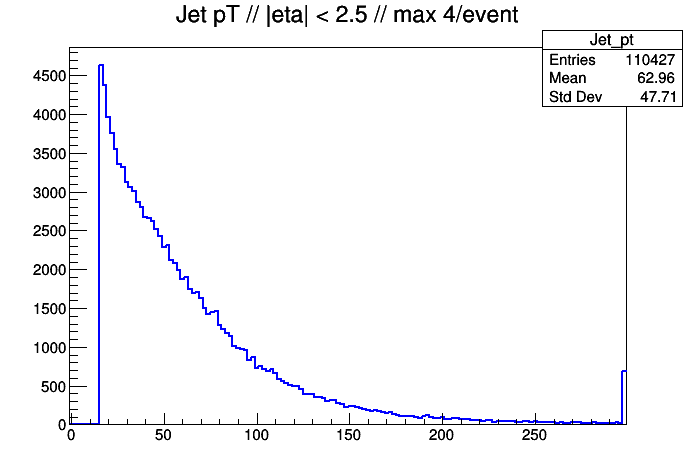 Jet pT // |eta| < 2.5 // max 4/event
Jet_pt
Entries 110427
Mean 62.96
Std Dev 47.71
4500
4000
3500
3000
2500
2000
1500
1000
500
0
0 50 100 150 200 250